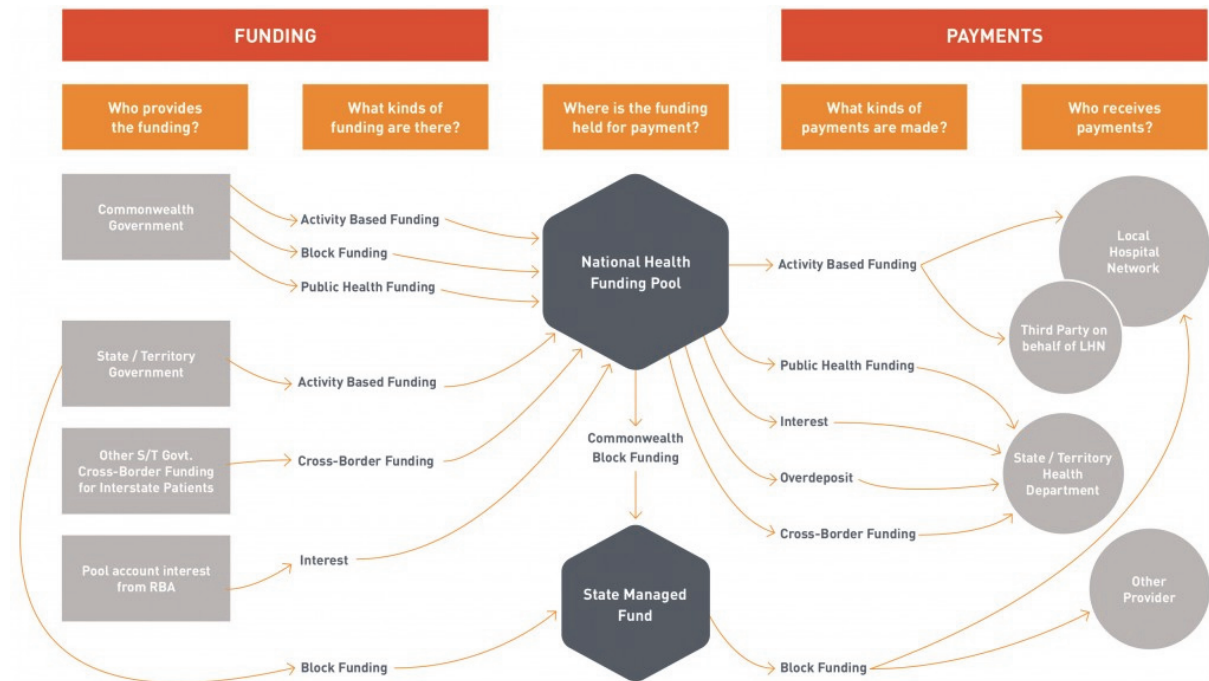 FUNDING
PAYMENTS
Who provides
the funding?
What kinds of
funding are there?
Where is the funding
held for payment?
What kinds of
payments are made?
Who receives
payments?
Commonwealth
Government
Activity Based Funding
Block Funding
Public Health Funding
National Health
Funding Pool
Activity Based Funding
Local
Hospital
Network
Third Party on
behalf of LHN
State / Territory
Government
Activity Based Funding
Public Health Funding
Other S/T Govt.
Cross-Border Funding
for Interstate Patients
Cross-Border Funding
Commonwealth
Block Funding
Interest
Overdeposit
Cross-Border Funding
State / Territory
Health
Department
Pool account interest
from RBA
Interest
State Managed
Fund
Other
Provider
Block Funding
Block Funding